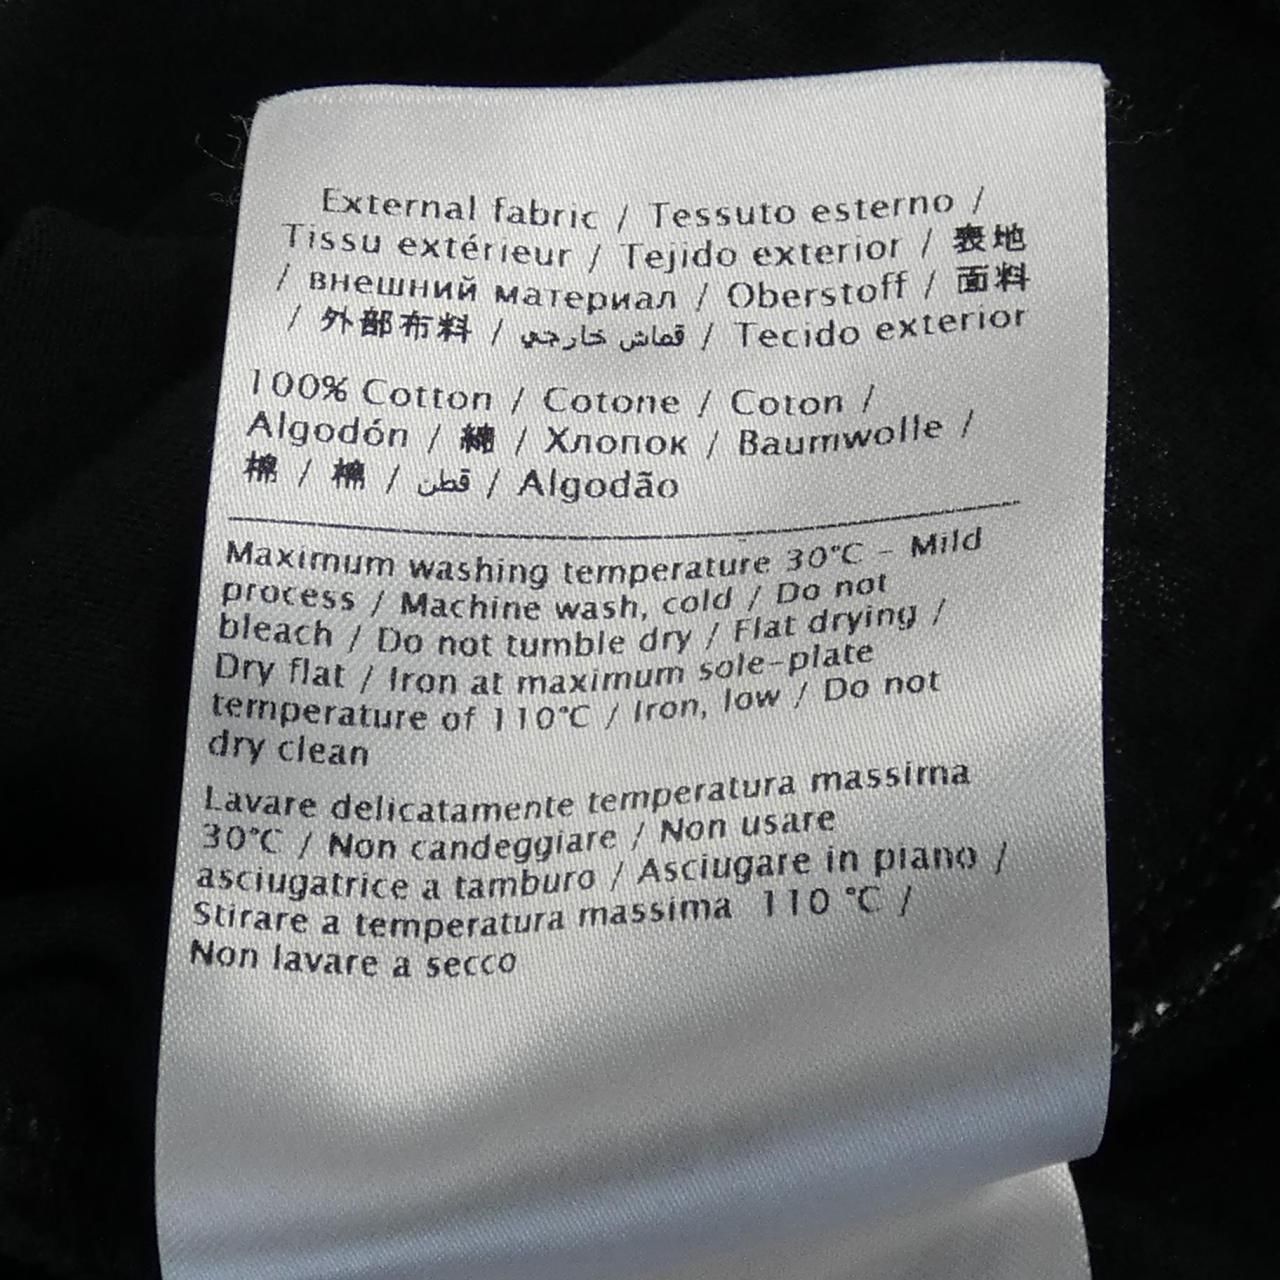 External fabric / Tessuto esterno /
Tissu extérieur / Tejido exterior / 表地
/ внешний материал / Oberstoff / 面料
/ 外部布料 / قماش خارجي / Tecido exterior
100% Cotton / Cotone / Coton /
Algodón / 綿 / Хлопок / Baumwolle /
棉 / 棉 / قطن / Algodão
Maximum washing temperature 30°C – Mild
process / Machine wash, cold / Do not
bleach / Do not tumble dry / Flat drying /
Dry flat / Iron at maximum sole-plate
temperature of 110°C / Iron, low / Do not
dry clean
Lavare delicatamente temperatura massima
30°C / Non candeggiare / Non usare
asciugatrice a tamburo / Asciugare in piano /
Stirare a temperatura massima 110 °C /
Non lavare a secco